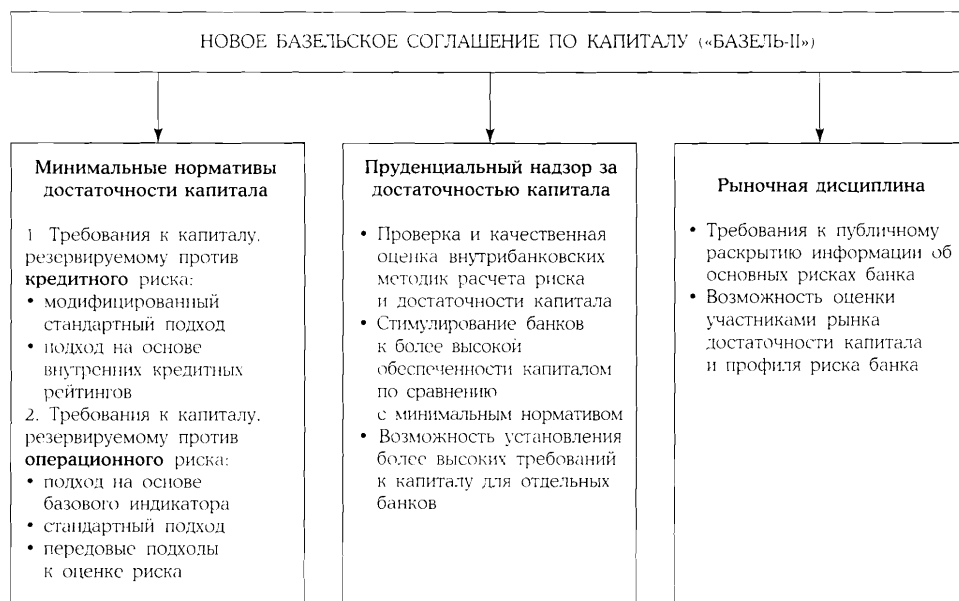 НОВОЕ БАЗЕЛЬСКОЕ СОГЛАШЕНИЕ ПО КАПИТАЛУ («БАЗЕЛЬ-II»)
Минимальные нормативы
достаточности капитала
1 Требования к капиталу,
резервируемому против
кредитного риска:
• модифицированный
стандартный подход
• подход на основе
внутренних кредитных
рейтингов
2. Требования к капиталу,
резервируемому против
операционного риска:
• подход на основе
базового индикатора
• стандартный подход
• передовые подходы
к оценке риска
Пруденциальный надзор за
достаточностью капитала
• Проверка и качественная
оценка внутрибанковских
методик расчета риска
и достаточности капитала
• Стимулирование банков
к более высокой
обеспеченности капиталом
по сравнению
с минимальным нормативом
• Возможность установления
более высоких требований
к капиталу для отдельных
банков
Рыночная дисциплина
• Требования к публичному
раскрытию информации об
основных рисках банка
• Возможность оценки
участниками рынка
достаточности капитала
и профиля риска банка